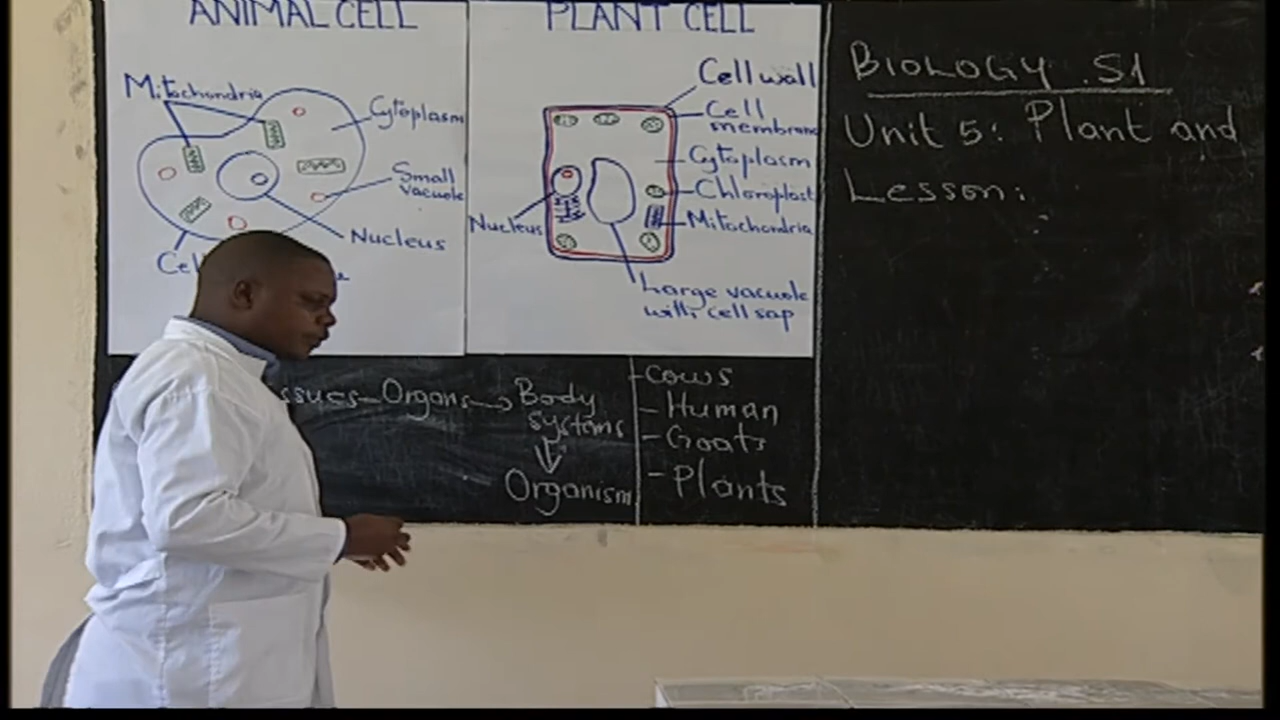 ANIMAL CELL
Mitochondria
Cytoplasm
Small
vacuole
Nucleus
PLANT CELL
Cell wall
Cell
membrane
Cytoplasm
Chloroplast
Mitochondria
Nucleus
Large vacuole
with cell sap
ssues Organs → Body
systems
Organism
- Cows
- Human
- Goats
- Plants
BIOLOGY .S1
Unit 5: Plant and
Lesson: